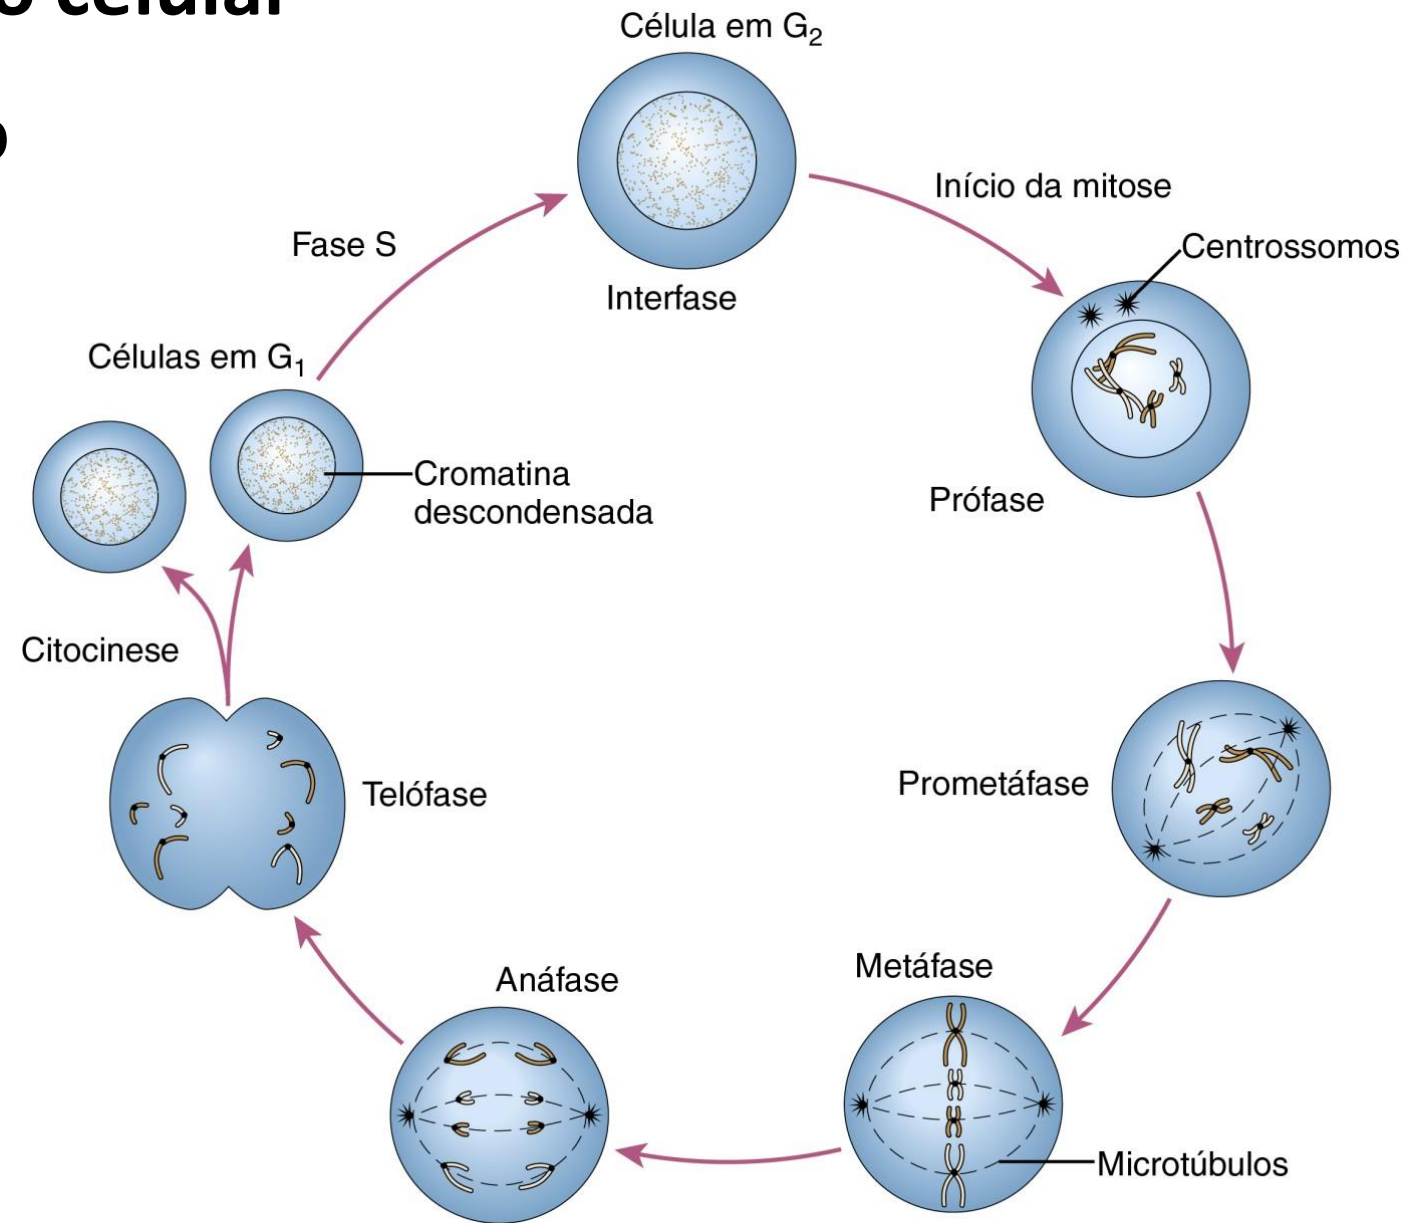 celular
Célula em G₂
Início da mitose
Fase S
Centrossomos
Interfase
Células em G₁
Cromatina
descondensada
Prófase
Citocinese
Prometáfase
Telófase
Metáfase
Anáfase
Microtúbulos